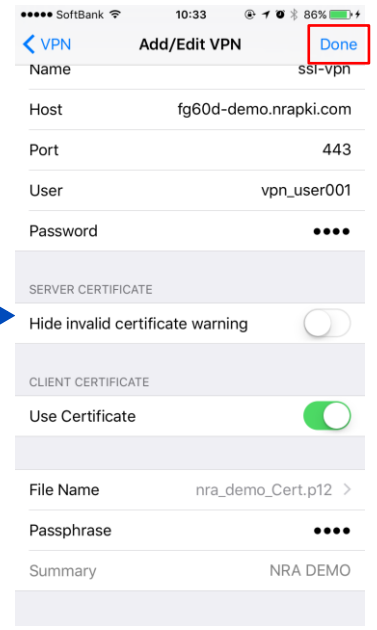 SoftBank 10:33 86%
VPN Add/Edit VPN Done
Name ssl-vpn
Host fg60d-demo.nrapki.com
Port 443
User vpn_user001
Password ●●●●
SERVER CERTIFICATE
Hide invalid certificate warning
CLIENT CERTIFICATE
Use Certificate
File Name nra_demo_Cert.p12 >
Passphrase ●●●●
Summary NRA DEMO